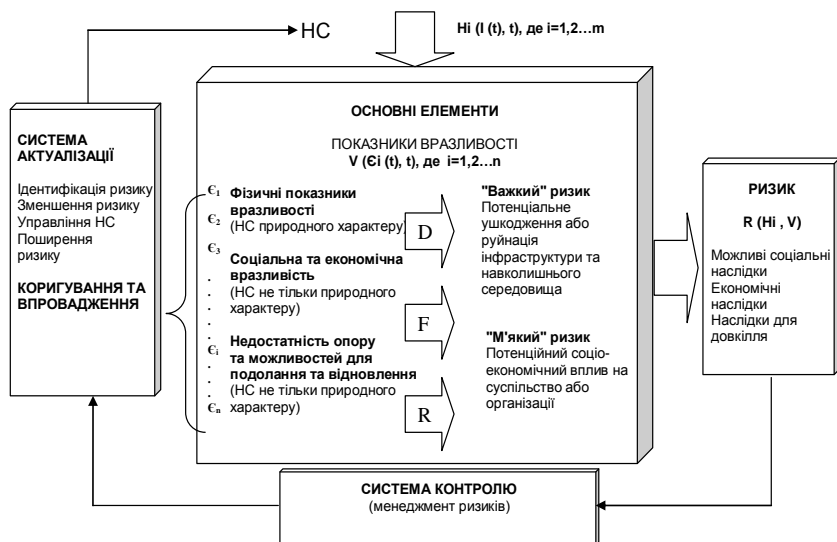 НС
Hi (I (t), t), де i=1,2…m
СИСТЕМА
АКТУАЛІЗАЦІЇ
Ідентифікація ризику
Зменшення ризику
Управління НС
Поширення
ризику
КОРИГУВАННЯ ТА
ВПРОВАДЖЕННЯ
ОСНОВНІ ЕЛЕМЕНТИ
ПОКАЗНИКИ ВРАЗЛИВОСТІ
V (Єi (t), t), де i=1,2…n
Є1
Є2
Є3
.
.
.
.
.
Єi
.
.
.
Єn
Фізичні показники
вразливості
(НС природного характеру)
Соціальна та економічна
вразливість
(НС не тільки природного
характеру)
Недостатність опору
та можливостей для
подолання та відновлення
(НС не тільки природного
характеру)
D
F
R
"Важкий" ризик
Потенціальне
ушкодження або
руйнація
інфраструктури та
навколишнього
середовища
"М'який" ризик
Потенційний соціо-
економічний вплив на
суспільство або
організації
РИЗИК
R (Hi , V)
Можливі соціальні
наслідки
Економічні
наслідки
Наслідки для
довкілля
СИСТЕМА КОНТРОЛЮ
(менеджмент ризиків)